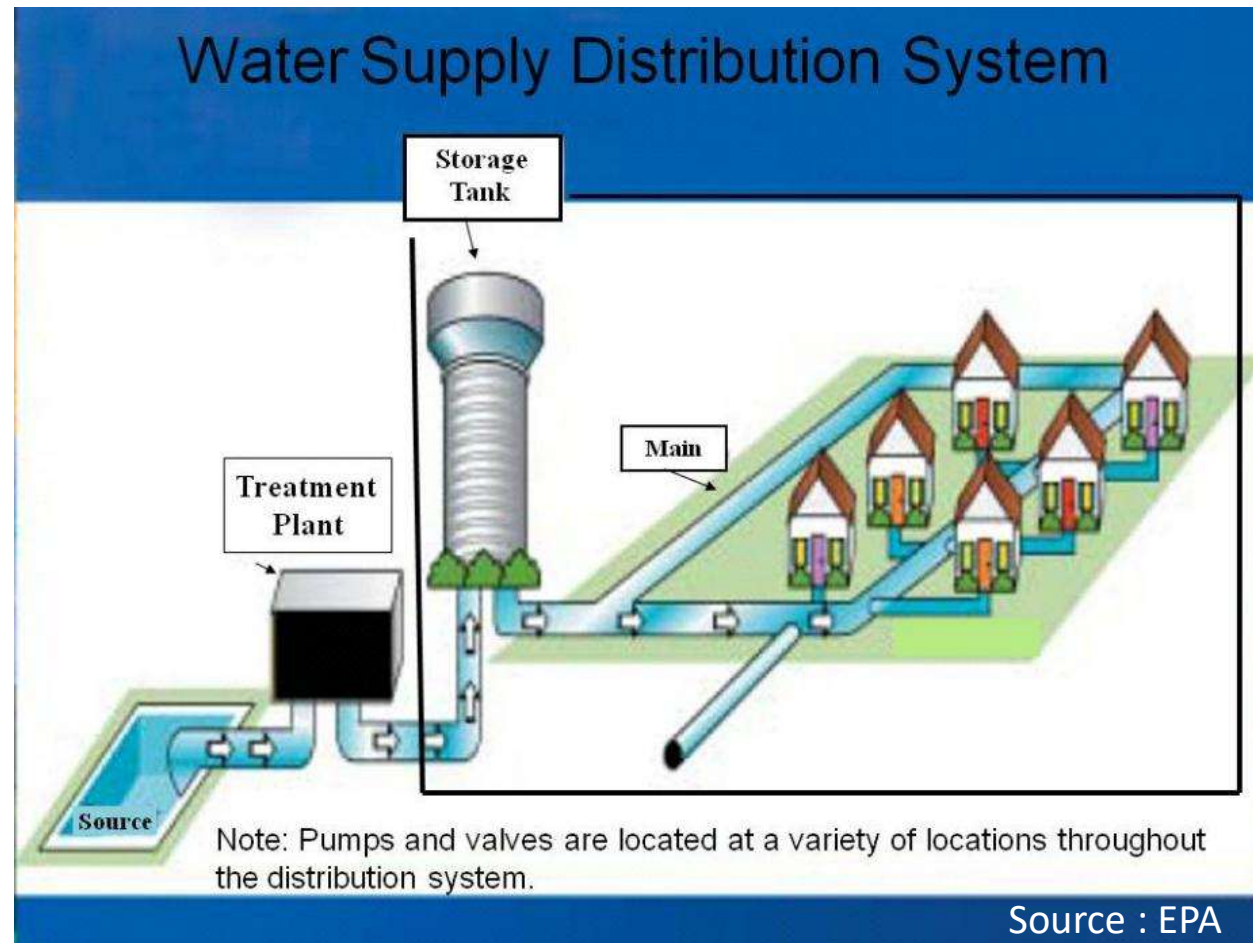 Water Supply Distribution System
Storage
Tank
Main
Treatment
Plant
Source
Note: Pumps and valves are located at a variety of locations throughout
the distribution system.
Source : EPA